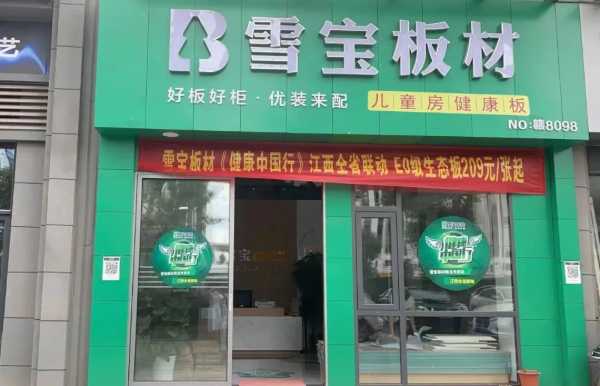 艺
雪宝板材
好板好柜·优装来配
儿童房健康板
NO:赣8098
雪宝板材《健康中国行》江西全省联动 E0级生态板209元/张起